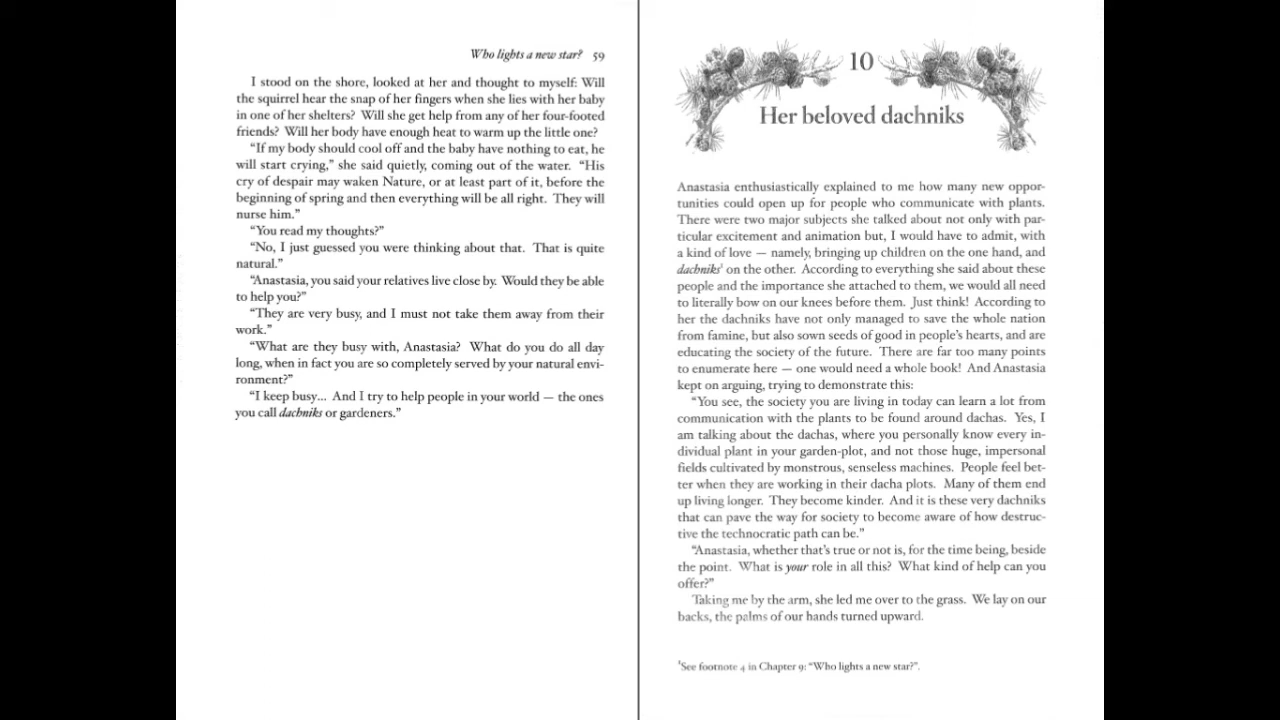 Who lights a new star? 59
I stood on the shore, looked at her and thought to myself: Will
the squirrel hear the snap of her fingers when she lies with her baby
in one of her shelters? Will she get help from any of her four-footed
friends? Will her body have enough heat to warm up the little one?
"If my body should cool off and the baby have nothing to eat, he
will start crying," she said quietly, coming out of the water. "His
cry of despair may waken Nature, or at least part of it, before the
beginning of spring and then everything will be all right. They will
nurse him."
"You read my thoughts?"
"No, I just guessed you were thinking about that. That is quite
natural."
"Anastasia, you said your relatives live close by. Would they be able
to help you?"
"They are very busy, and I must not take them away from their
work."
"What are they busy with, Anastasia? What do you do all day
long, when in fact you are so completely served by your natural envi-
ronment?"
"I keep busy... And I try to help people in your world — the ones
you call dachniks or gardeners."
10
Her beloved dachniks
Anastasia enthusiastically explained to me how many new oppor-
tunities could open up for people who communicate with plants.
There were two major subjects she talked about not only with par-
ticular excitement and animation but, I would have to admit, with
a kind of love — namely, bringing up children on the one hand, and
dachniks¹ on the other. According to everything she said about these
people and the importance she attached to them, we would all need
to literally bow on our knees before them. Just think! According to
her the dachniks have not only managed to save the whole nation
from famine, but also sown seeds of good in people's hearts, and are
educating the society of the future. There are far too many points
to enumerate here — one would need a whole book! And Anastasia
kept on arguing, trying to demonstrate this:
"You see, the society you are living in today can learn a lot from
communication with the plants to be found around dachas. Yes, I
am talking about the dachas, where you personally know every in-
dividual plant in your garden-plot, and not those huge, impersonal
fields cultivated by monstrous, senseless machines. People feel bet-
ter when they are working in their dacha plots. Many of them end
up living longer. They become kinder. And it is these very dachniks
that can pave the way for society to become aware of how destruc-
tive the technocratic path can be."
"Anastasia, whether that's true or not is, for the time being, beside
the point. What is your role in all this? What kind of help can you
offer?"
Taking me by the arm, she led me over to the grass. We lay on our
backs, the palms of our hands turned upward.
¹See footnote 4 in Chapter 9: "Who lights a new star?".